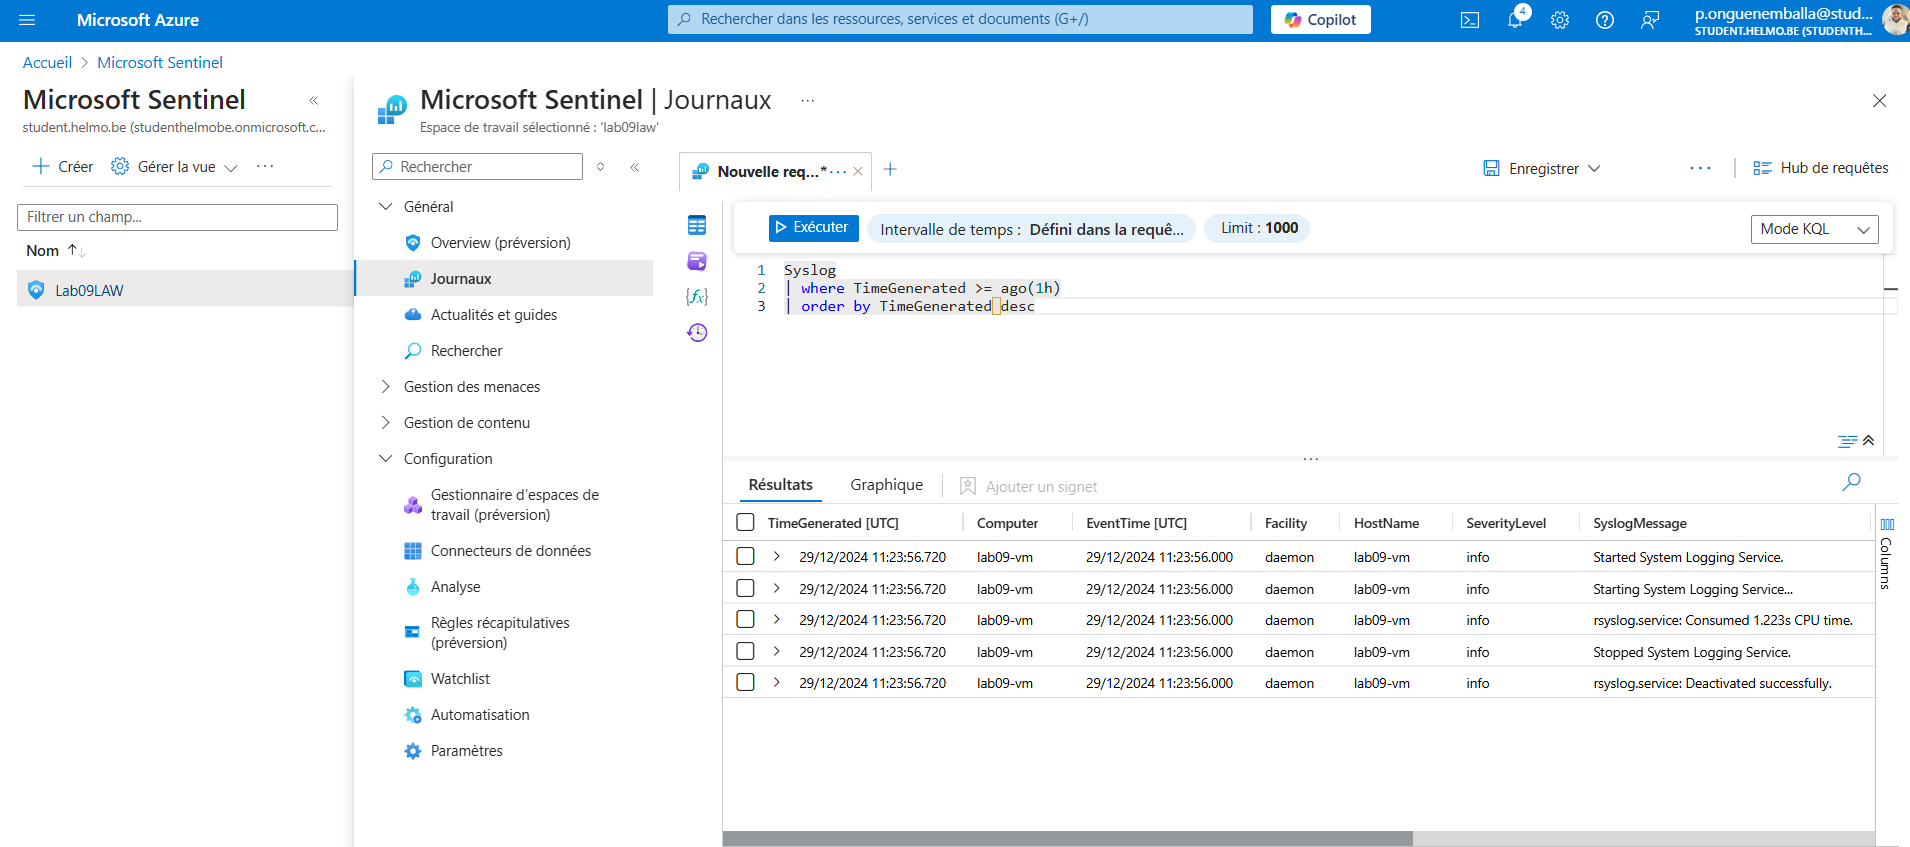 Microsoft Azure
Rechercher dans les ressources, services et documents (G+/)
Copilot
4
p.onguenemballa@stud...
STUDENT.HELMO.BE (STUDENTH...
Accueil > Microsoft Sentinel
Microsoft Sentinel
student.helmo.be (studenthelmobe.onmicrosoft.c...
Créer
Gérer la vue
Filtrer un champ...
Nom
Lab09LAW
Microsoft Sentinel | Journaux
Espace de travail sélectionné : 'lab09law'
Rechercher
Général
Overview (préversion)
Journaux
Actualités et guides
Rechercher
Gestion des menaces
Gestion de contenu
Configuration
Gestionnaire d’espaces de
travail (préversion)
Connecteurs de données
Analyse
Règles récapitulatives
(préversion)
Watchlist
Automatisation
Paramètres
Nouvelle req...*
Enregistrer
Hub de requêtes
Exécuter
Intervalle de temps : Défini dans la requê...
Limit : 1000
Mode KQL
1 Syslog
2 | where TimeGenerated >= ago(1h)
3 | order by TimeGenerated desc
Résultats
Graphique
Ajouter un signet
TimeGenerated [UTC] Computer EventTime [UTC] Facility HostName SeverityLevel SyslogMessage
29/12/2024 11:23:56.720 lab09-vm 29/12/2024 11:23:56.000 daemon lab09-vm info Started System Logging Service.
29/12/2024 11:23:56.720 lab09-vm 29/12/2024 11:23:56.000 daemon lab09-vm info Starting System Logging Service...
29/12/2024 11:23:56.720 lab09-vm 29/12/2024 11:23:56.000 daemon lab09-vm info rsyslog.service: Consumed 1.223s CPU time.
29/12/2024 11:23:56.720 lab09-vm 29/12/2024 11:23:56.000 daemon lab09-vm info Stopped System Logging Service.
29/12/2024 11:23:56.720 lab09-vm 29/12/2024 11:23:56.000 daemon lab09-vm info rsyslog.service: Deactivated successfully.
Columns